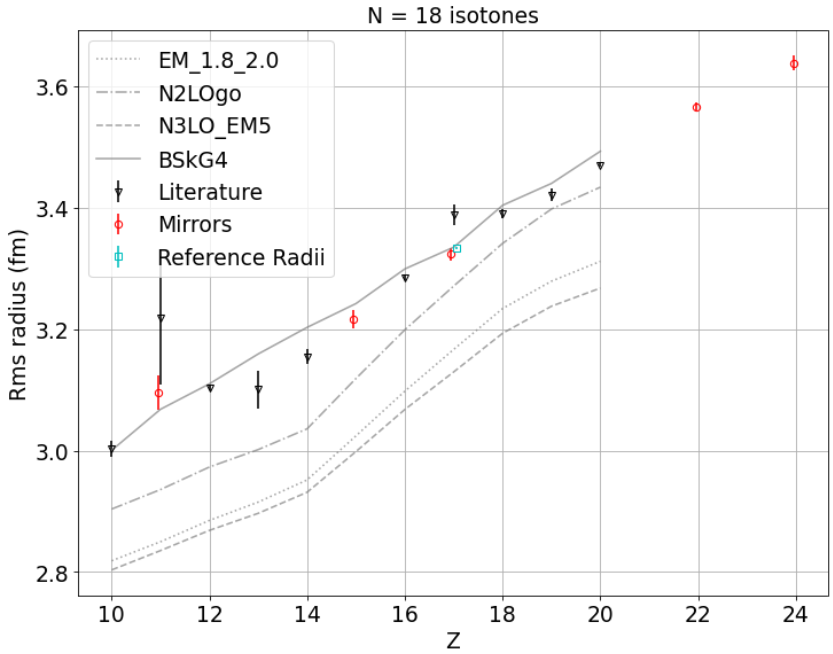 N = 18 isotones
EM_1.8_2.0
N2LOgo
N3LO_EM5
BSkG4
Literature
Mirrors
Reference Radii
Rms radius (fm)
3.6
3.4
3.2
3.0
2.8
10 12 14 16 18 20 22 24
Z